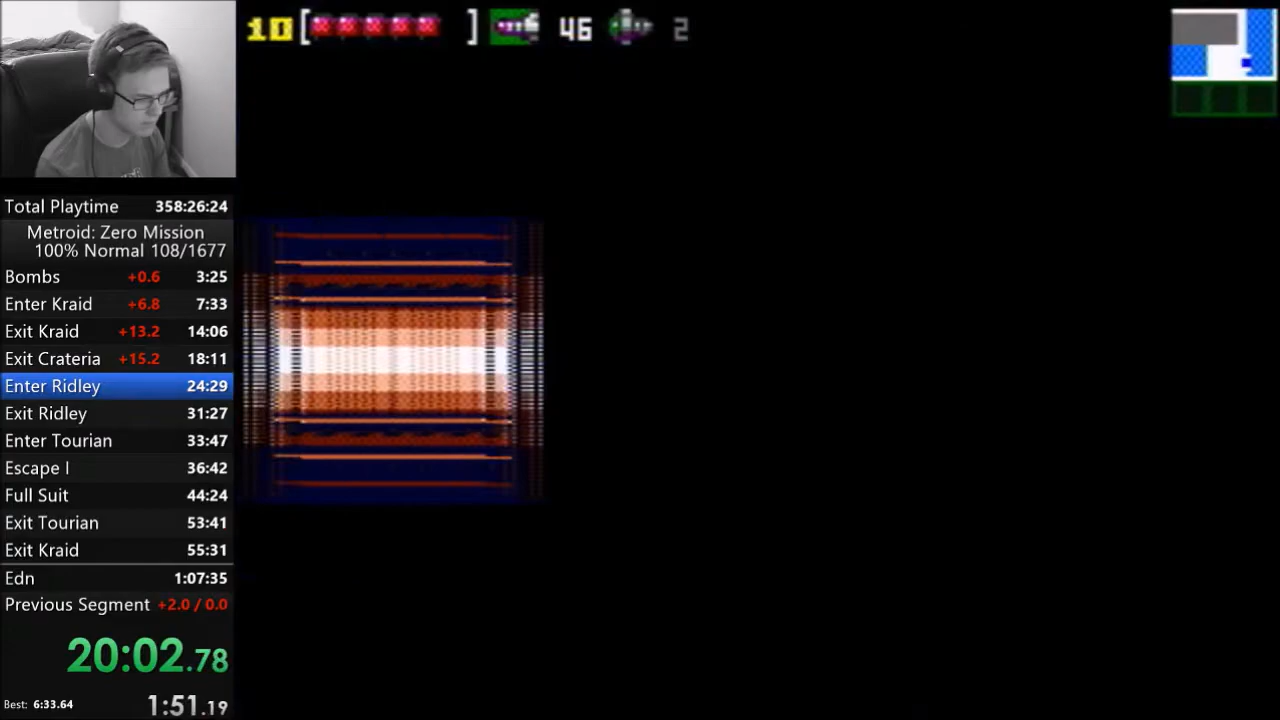 10 [ ] 46 2
Total Playtime 358:26:24
Metroid: Zero Mission
100% Normal 108/1677
Bombs +0.6 3:25
Enter Kraid +6.8 7:33
Exit Kraid +13.2 14:06
Exit Crateria +15.2 18:11
Enter Ridley 24:29
Exit Ridley 31:27
Enter Tourian 33:47
Escape I 36:42
Full Suit 44:24
Exit Tourian 53:41
Exit Kraid 55:31
Edn 1:07:35
Previous Segment +2.0 / 0.0
20:02.78
Best: 6:33.64 1:51.19